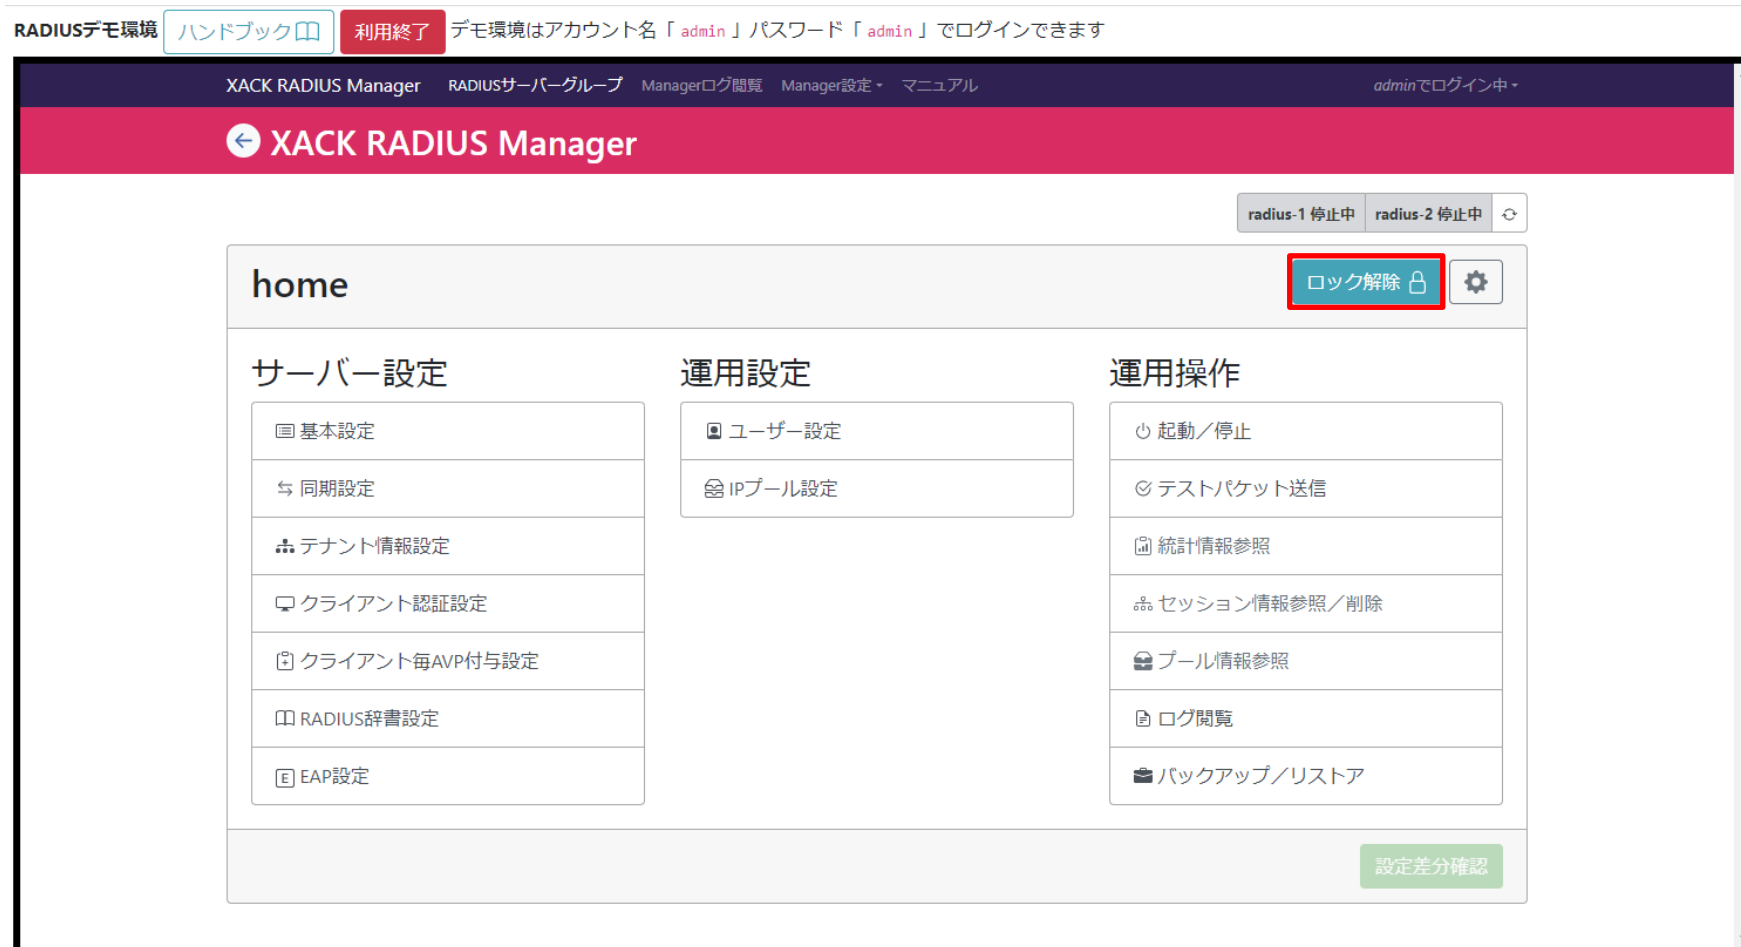 RADIUSデモ環境 ハンドブック 利用終了 デモ環境はアカウント名「 admin 」パスワード「 admin 」でログインできます
XACK RADIUS Manager RADIUSサーバーグループ Managerログ閲覧 Manager設定 マニュアル adminでログイン中
XACK RADIUS Manager
radius-1 停止中 radius-2 停止中
home ロック解除
サーバー設定
基本設定
同期設定
テナント情報設定
クライアント認証設定
クライアント毎AVP付与設定
RADIUS辞書設定
E EAP設定
運用設定
ユーザー設定
IPプール設定
運用操作
起動／停止
テストパケット送信
統計情報参照
セッション情報参照／削除
プール情報参照
ログ閲覧
バックアップ／リストア
設定差分確認